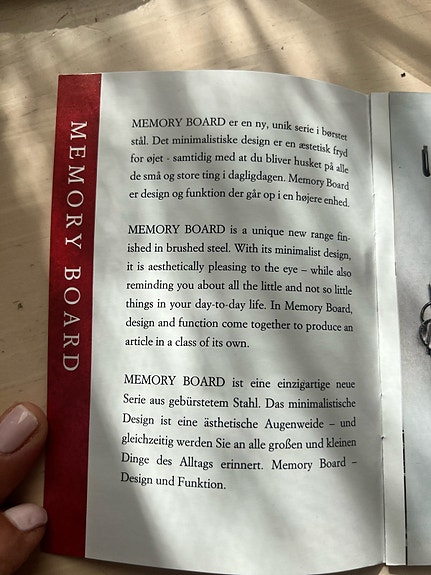 MEMORY BOARD
MEMORY BOARD er en ny, unik serie i børstet
stål. Det minimalistiske design er en æstetisk fryd
for øjet - samtidig med at du bliver husket på alle
de små og store ting i dagligdagen. Memory Board
er design og funktion der går op i en højere enhed.
MEMORY BOARD is a unique new range fin-
ished in brushed steel. With its minimalist design,
it is aesthetically pleasing to the eye – while also
reminding you about all the little and not so little
things in your day-to-day life. In Memory Board,
design and function come together to produce an
article in a class of its own.
MEMORY BOARD ist eine einzigartige neue
Serie aus gebürstetem Stahl. Das minimalistische
Design ist eine ästhetische Augenweide – und
gleichzeitig werden Sie an alle großen und kleinen
Dinge des Alltags erinnert. Memory Board –
Design und Funktion.